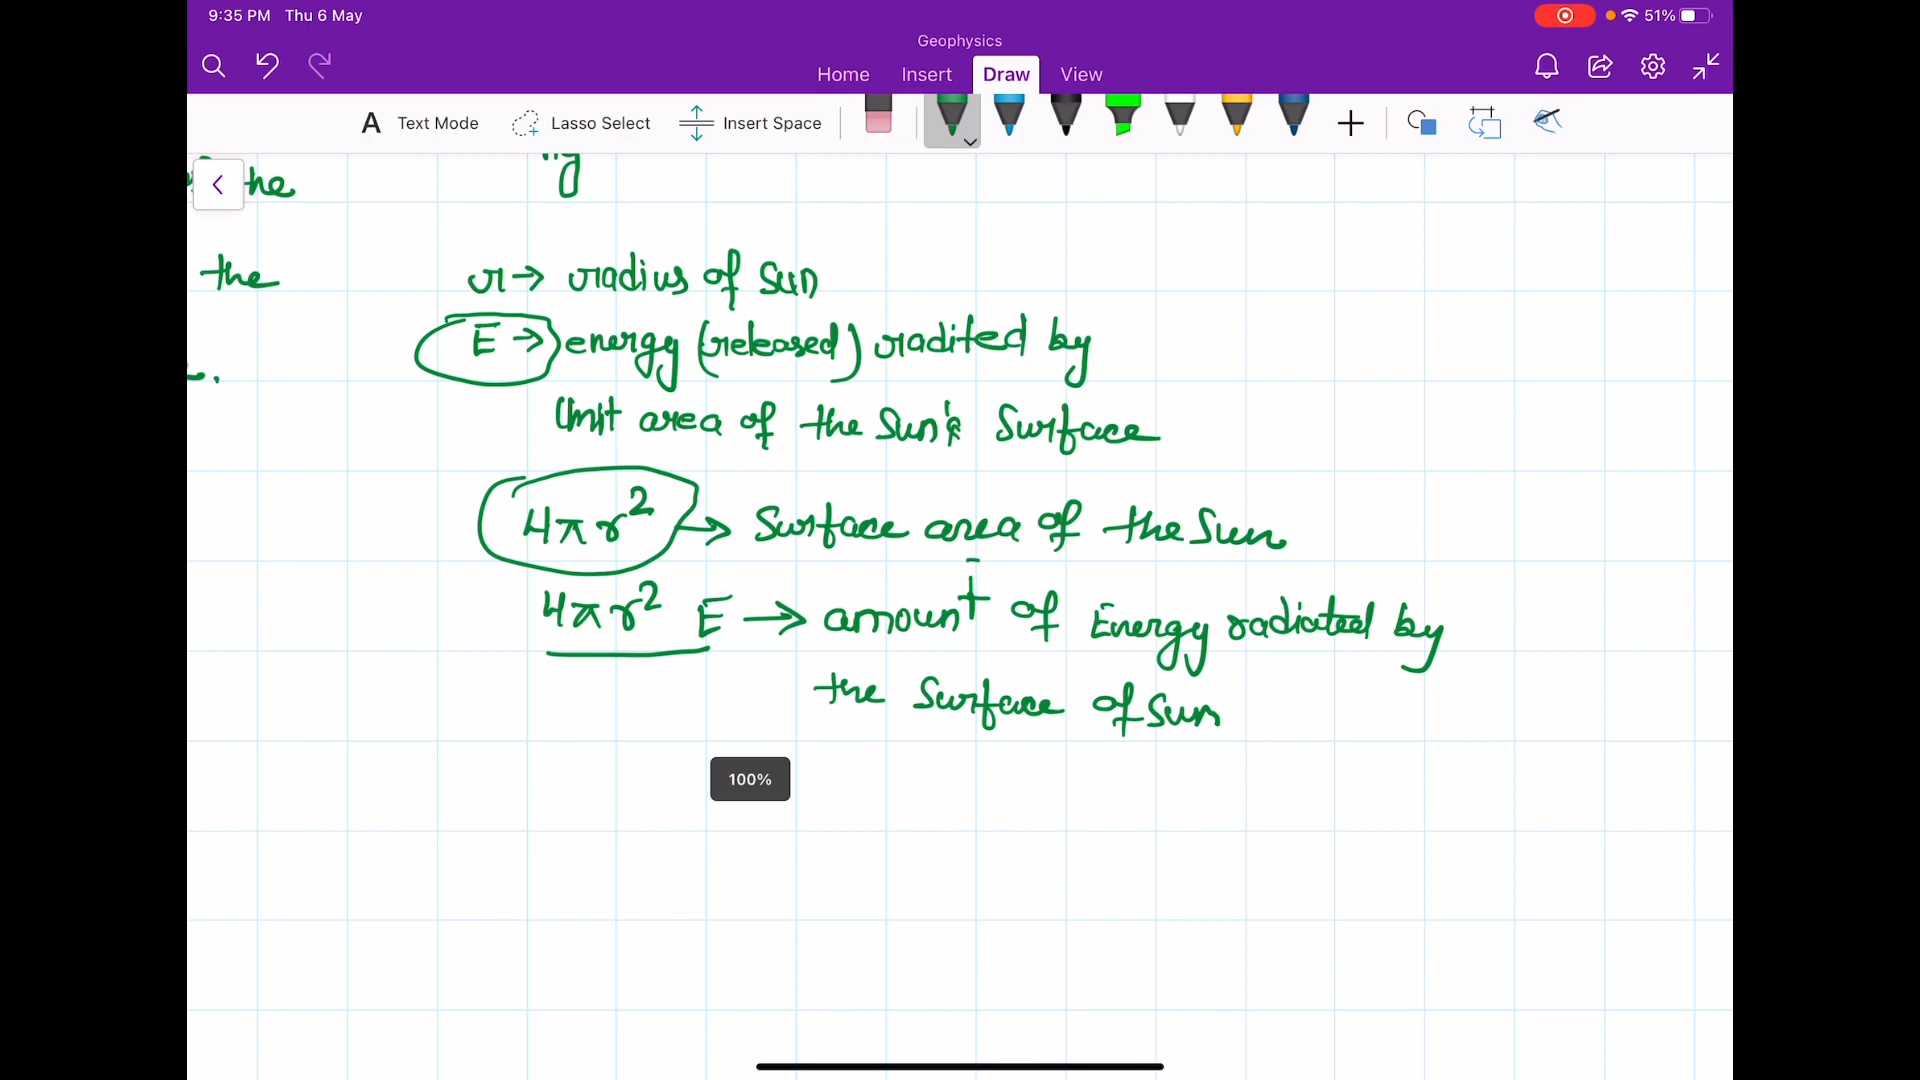 9:35 PM Thu 6 May
51%
Geophysics
Home Insert Draw View
A Text Mode Lasso Select Insert Space
the
the
r → radius of Sun
E → energy (released) radited by
Unit area of the Sun's Surface
4πr² → Surface area of the Sun
4πr² E → amount of Energy radiated by
the Surface of Sun
100%